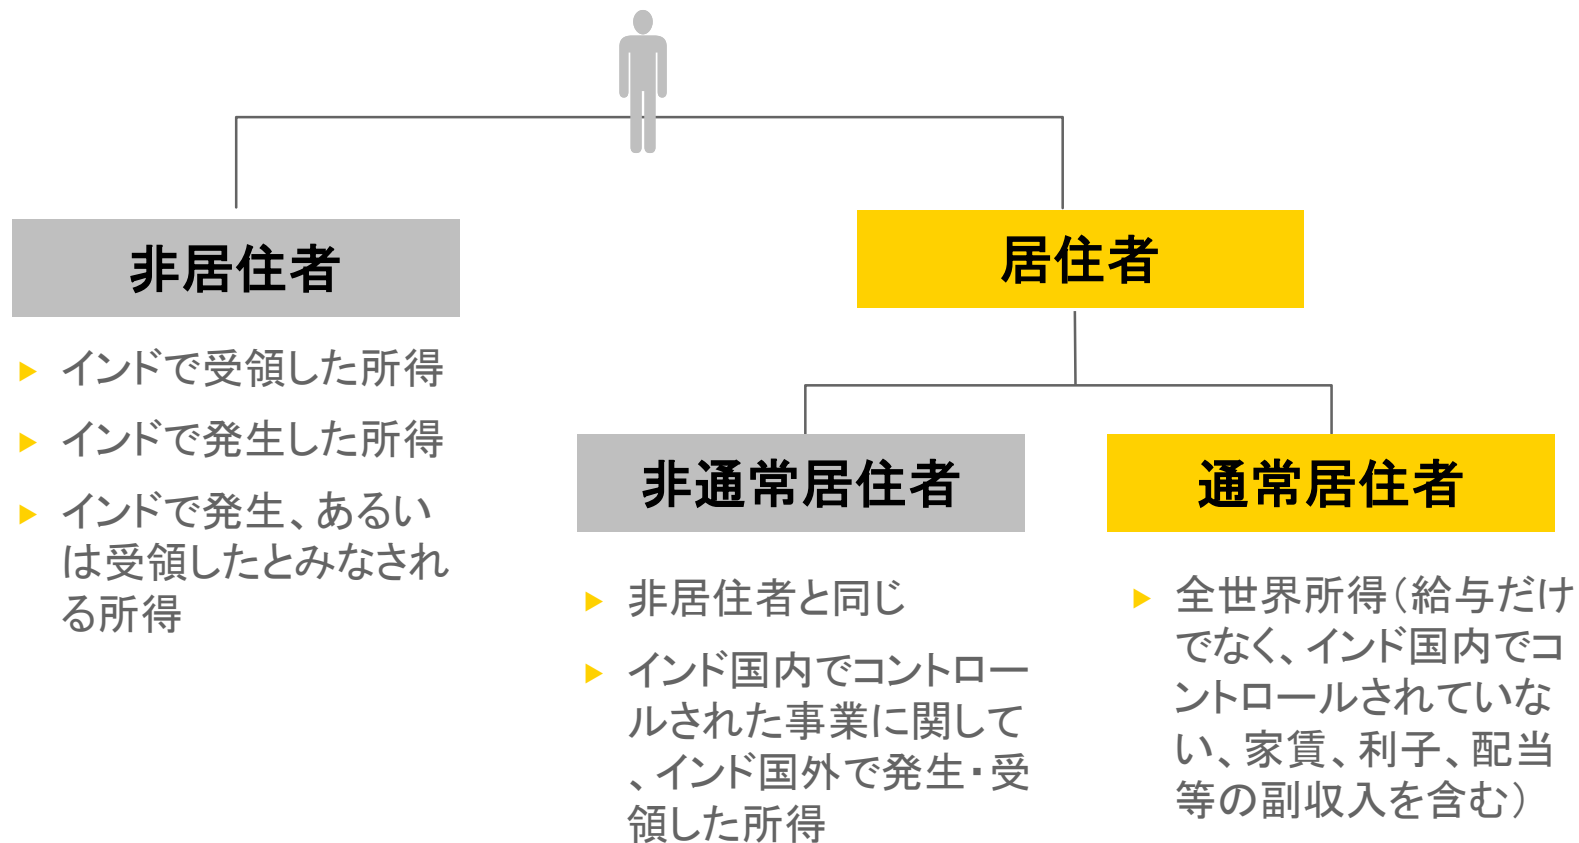 非居住者
インドで受領した所得
インドで発生した所得
インドで発生、あるい
は受領したとみなされ
る所得
居住者
非通常居住者
非居住者と同じ
インド国内でコントロー
ルされた事業に関して
、インド国外で発生・受
領した所得
通常居住者
全世界所得（給与だけ
でなく、インド国内でコ
ントロールされていな
い、家賃、利子、配当
等の副収入を含む）